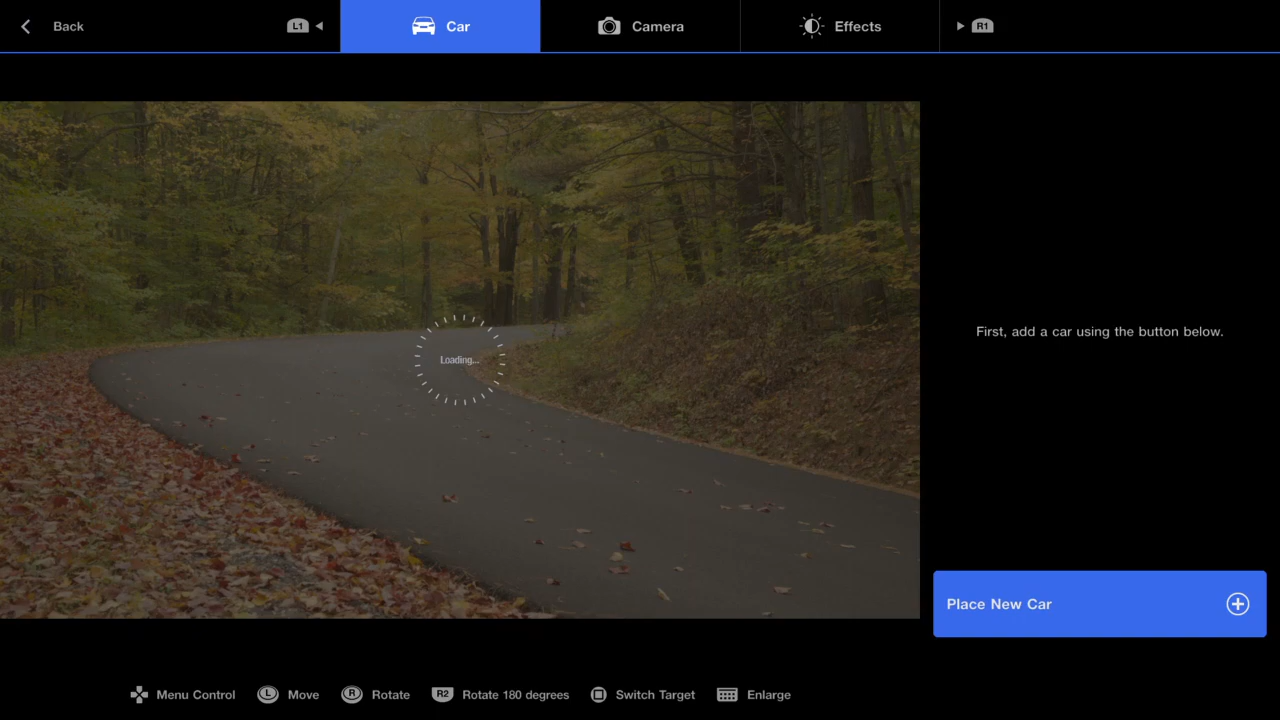 Back
L1
Car
Camera
Effects
R1
Loading...
First, add a car using the button below.
Place New Car
Menu Control
L Move
R Rotate
R2 Rotate 180 degrees
Switch Target
Enlarge